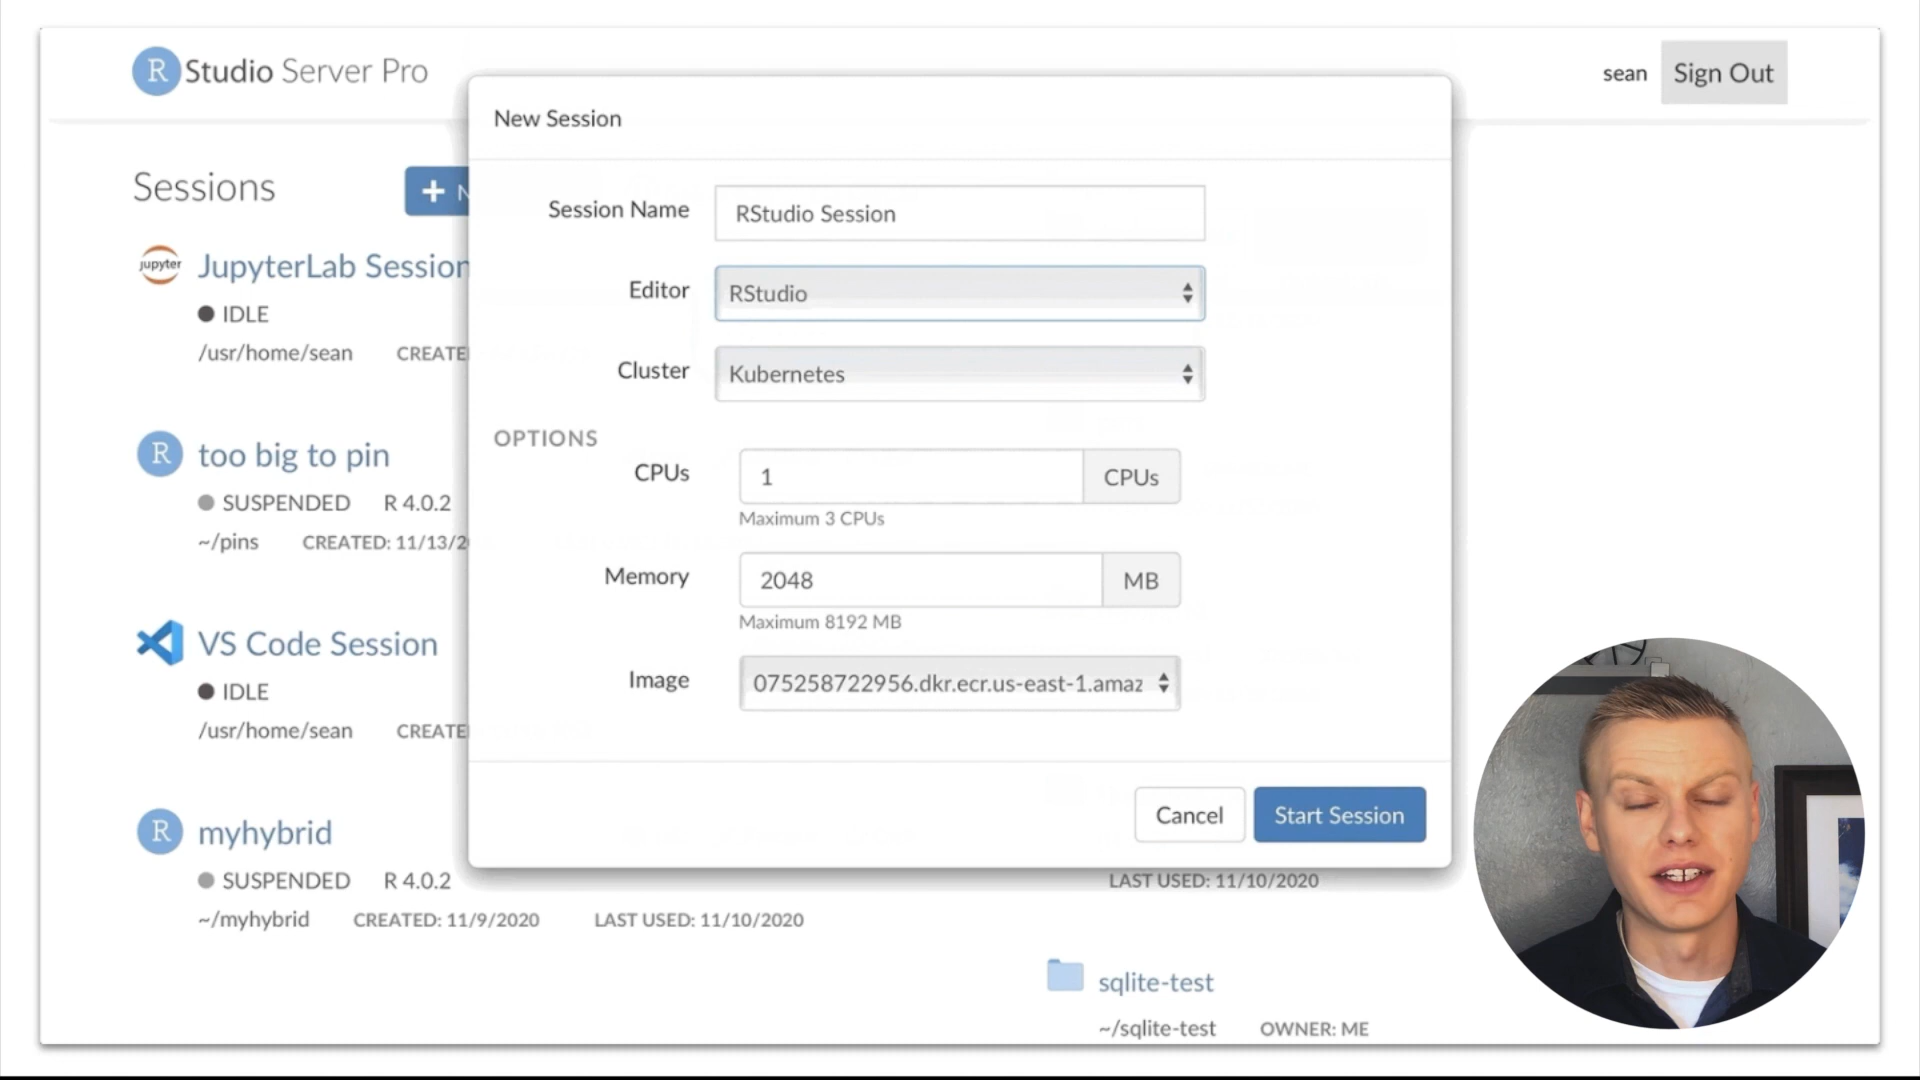 R Studio Server Pro
sean
Sign Out
New Session
Sessions
+ N
Session Name
RStudio Session
Editor
RStudio
Cluster
Kubernetes
OPTIONS
CPUs
1
CPUs
Maximum 3 CPUs
Memory
2048
MB
Maximum 8192 MB
Image
075258722956.dkr.ecr.us-east-1.amaz
Cancel
Start Session
jupyter
JupyterLab Session
IDLE
/usr/home/sean CREATE
R too big to pin
SUSPENDED R 4.0.2
~/pins CREATED: 11/13/2
VS Code Session
IDLE
/usr/home/sean CREATE
R myhybrid
SUSPENDED R 4.0.2
~/myhybrid CREATED: 11/9/2020 LAST USED: 11/10/2020
LAST USED: 11/10/2020
sqlite-test
~/sqlite-test OWNER: ME